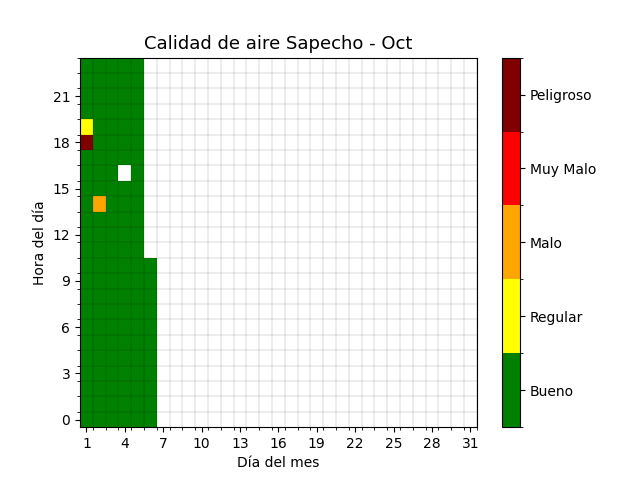 Calidad de aire Sapecho - Oct
Hora del día
21
18
15
12
9
6
3
0
1 4 7 10 13 16 19 22 25 28 31
Día del mes
Peligroso
Muy Malo
Malo
Regular
Bueno